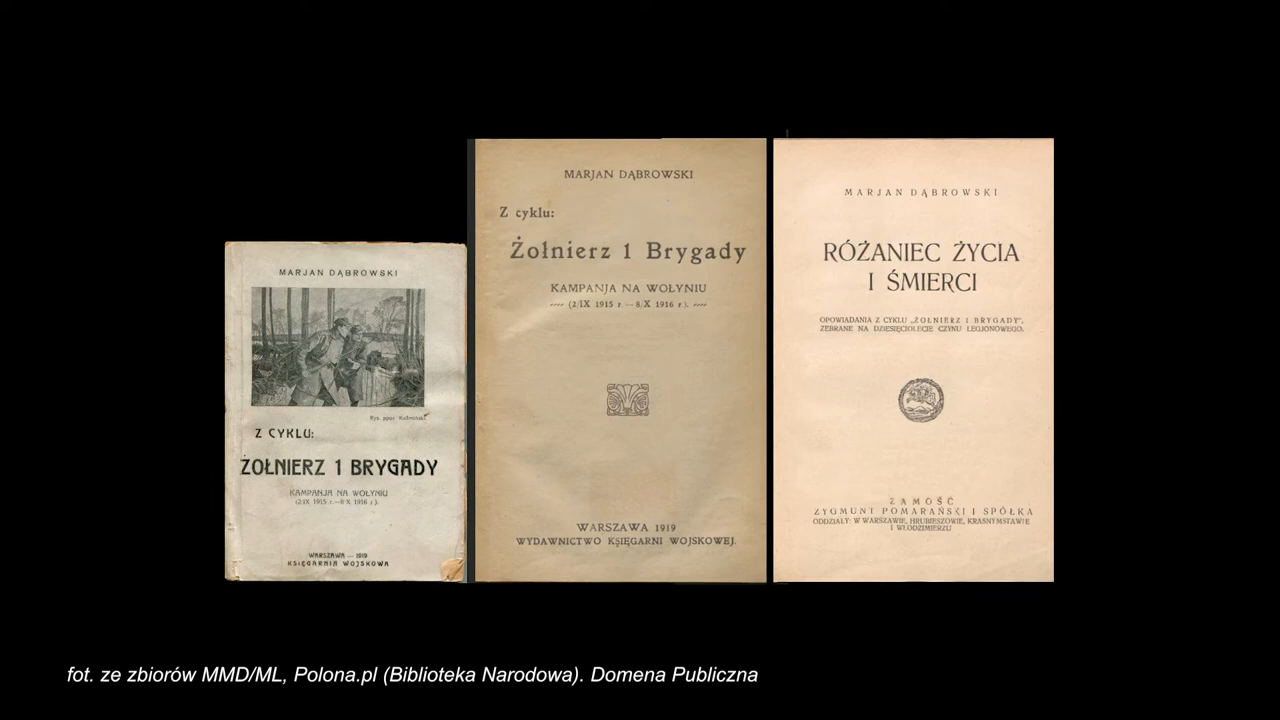 MARJAN DĄBROWSKI
Rys. ppor. Koźmiński
Z CYKLU:
ŻOŁNIERZ 1 BRYGADY
KAMPANJA NA WOŁYNIU
(2/IX 1915 r.—8/X 1916 r.).
WARSZAWA — 1919
KSIĘGARNIA WOJSKOWA
MARJAN DĄBROWSKI
Z cyklu:
Żołnierz 1 Brygady
KAMPANJA NA WOŁYNIU
(2/IX 1915 r. — 8/X 1916 r.).
WARSZAWA 1919
WYDAWNICTWO KSIĘGARNI WOJSKOWEJ.
MARJAN DĄBROWSKI
RÓŻANIEC ŻYCIA
I ŚMIERCI
OPOWIADANIA Z CYKLU „ŻOŁNIERZ I BRYGADY",
ZEBRANE NA DZIESIĘCIOLECIE CZYNU LEGJONOWEGO.
ZAMOŚĆ
ZYGMUNT POMARAŃSKI I SPÓŁKA
ODDZIAŁY: W WARSZAWIE, HRUBIESZOWIE, KRASNYMSTAWIE
I WŁODZIMIERZU
fot. ze zbiorów MMD/ML, Polona.pl (Biblioteka Narodowa). Domena Publiczna